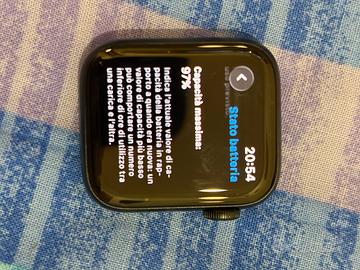 20:54
Stato batteria
Capacità massima:
97%
Indica l'attuale valore di ca-
pacità della batteria in rap-
porto a quando era nuova: un
valore di capacità più basso
può comportare un numero
inferiore di ore di utilizzo tra
una carica e l'altra.